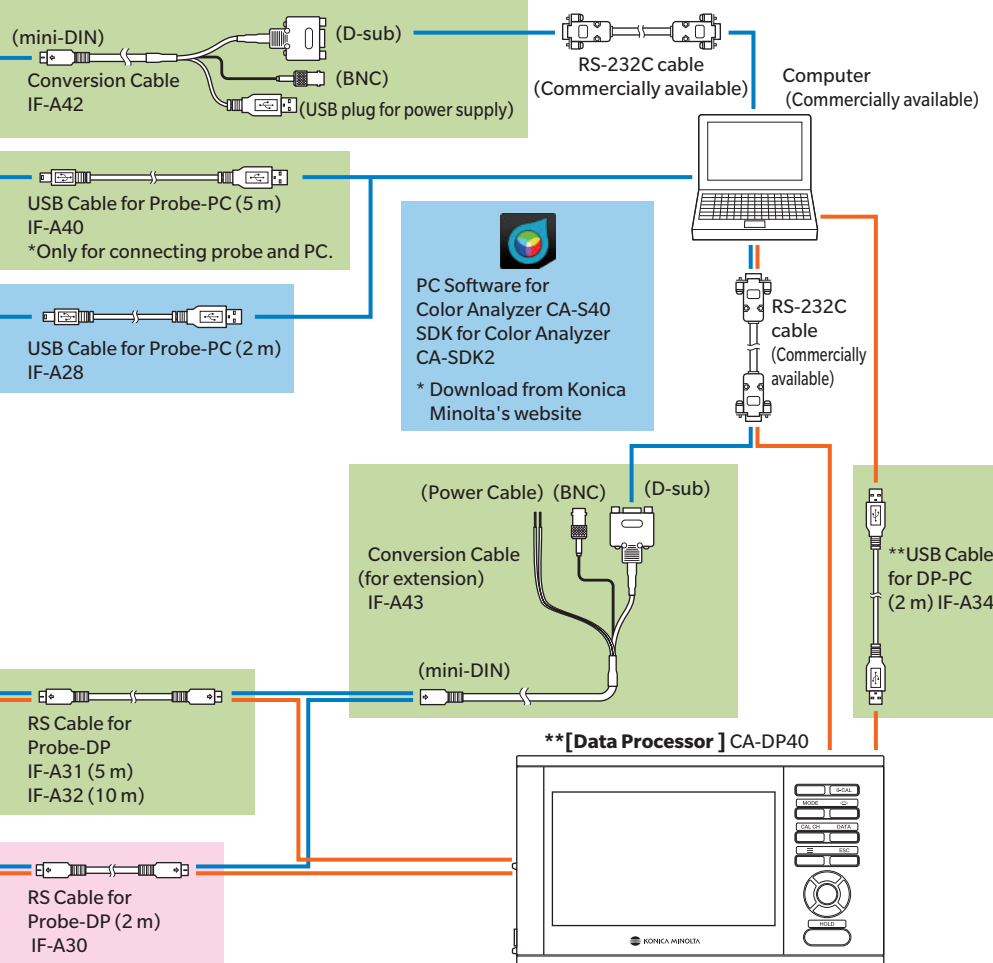 (mini-DIN)
Conversion Cable
IF-A42
(D-sub)
(BNC)
(USB plug for power supply)
RS-232C cable
(Commercially available)
Computer
(Commercially available)
USB Cable for Probe-PC (5 m)
IF-A40
*Only for connecting probe and PC.
USB Cable for Probe-PC (2 m)
IF-A28
PC Software for
Color Analyzer CA-S40
SDK for Color Analyzer
CA-SDK2
* Download from Konica
Minolta's website
RS-232C
cable
(Commercially
available)
(Power Cable) (BNC) (D-sub)
Conversion Cable
(for extension)
IF-A43
(mini-DIN)
**USB Cable
for DP-PC
(2 m) IF-A34
RS Cable for
Probe-DP
IF-A31 (5 m)
IF-A32 (10 m)
RS Cable for
Probe-DP (2 m)
IF-A30
**[Data Processor ] CA-DP40
0-CAL
MODE
CAL CH DATA
ESC
HOLD
KONICA MINOLTA